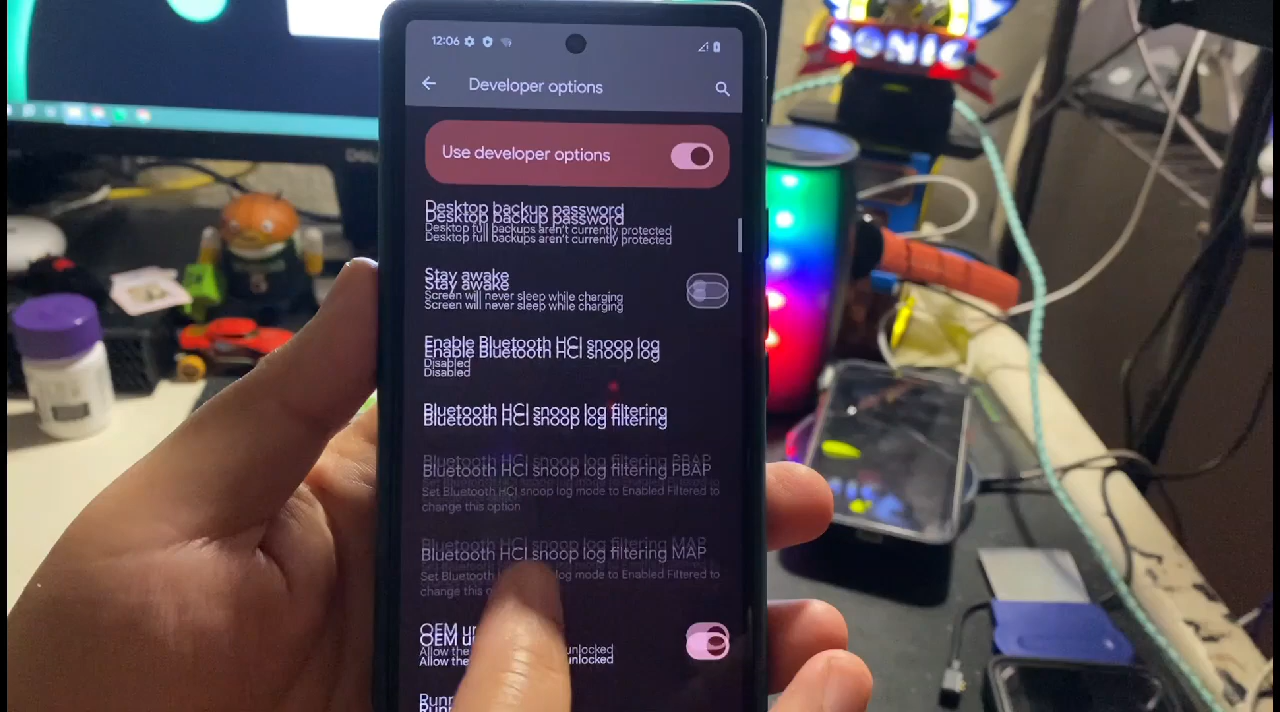 SONIC
12:06
Developer options
Use developer options
Desktop backup password
Desktop full backups aren't currently protected
Stay awake
Screen will never sleep while charging
Enable Bluetooth HCI snoop log
Disabled
Bluetooth HCI snoop log filtering
Bluetooth HCI snoop log filtering PBAP
Set Bluetooth HCI snoop log mode to Enabled Filtered to
change this option
Bluetooth HCI snoop log filtering MAP
Set Bluetooth log mode to Enabled Filtered to
change this
OEM
Allow the unlocked